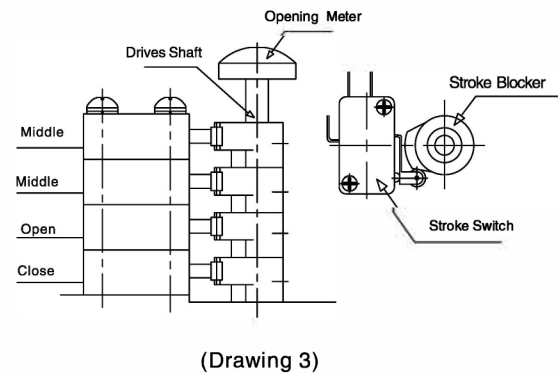 Opening Meter
Drives Shaft
Stroke Blocker
Middle
Middle
Open
Stroke Switch
Close
(Drawing 3)